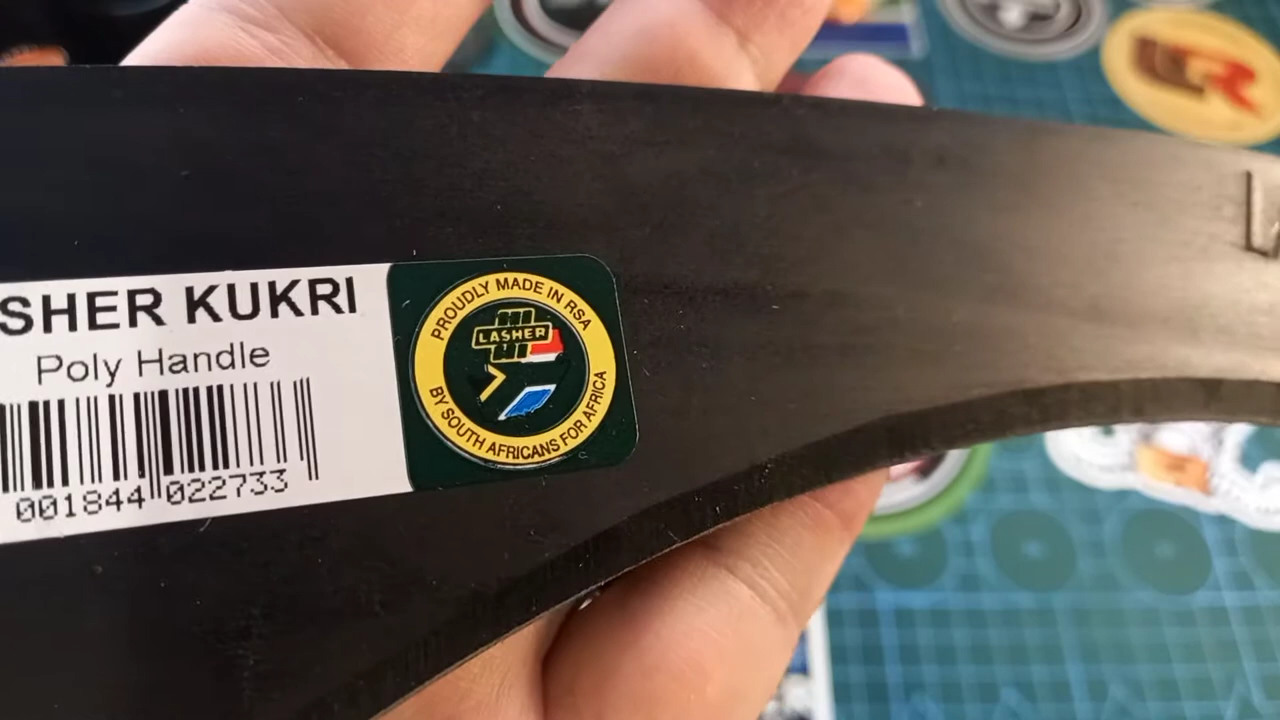 SHER KUKRI
Poly Handle
001844 022733
PROUDLY MADE IN RSA
LASHER
BY SOUTH AFRICANS FOR AFRICA